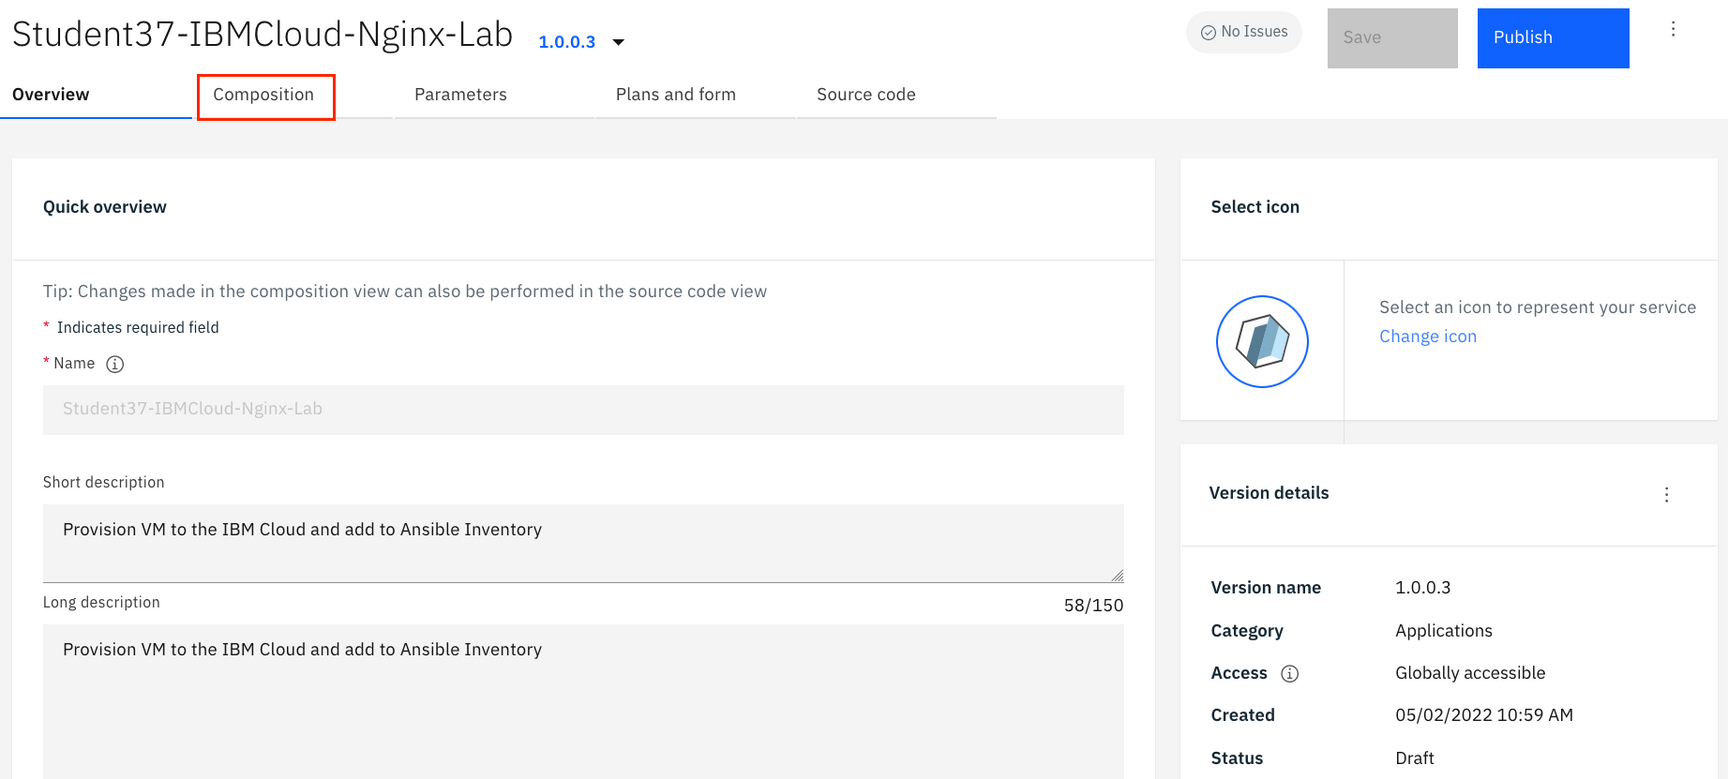 Student37-IBMCloud-Nginx-Lab 1.0.0.3
No Issues
Save
Publish
Overview Composition Parameters Plans and form Source code
Quick overview
Tip: Changes made in the composition view can also be performed in the source code view
* Indicates required field
* Name
Student37-IBMCloud-Nginx-Lab
Short description
Provision VM to the IBM Cloud and add to Ansible Inventory
Long description 58/150
Provision VM to the IBM Cloud and add to Ansible Inventory
Select icon
Select an icon to represent your service
Change icon
Version details
Version name 1.0.0.3
Category Applications
Access Globally accessible
Created 05/02/2022 10:59 AM
Status Draft